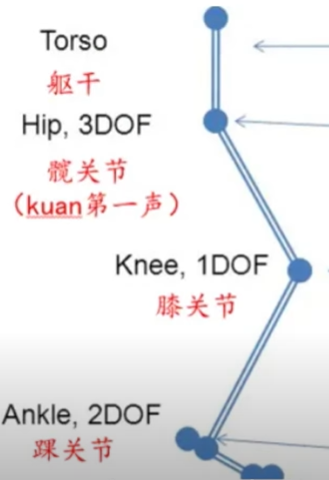 Torso
躯干
Hip, 3DOF
髋关节
（kuan第一声）
Knee, 1DOF
膝关节
Ankle, 2DOF
踝关节